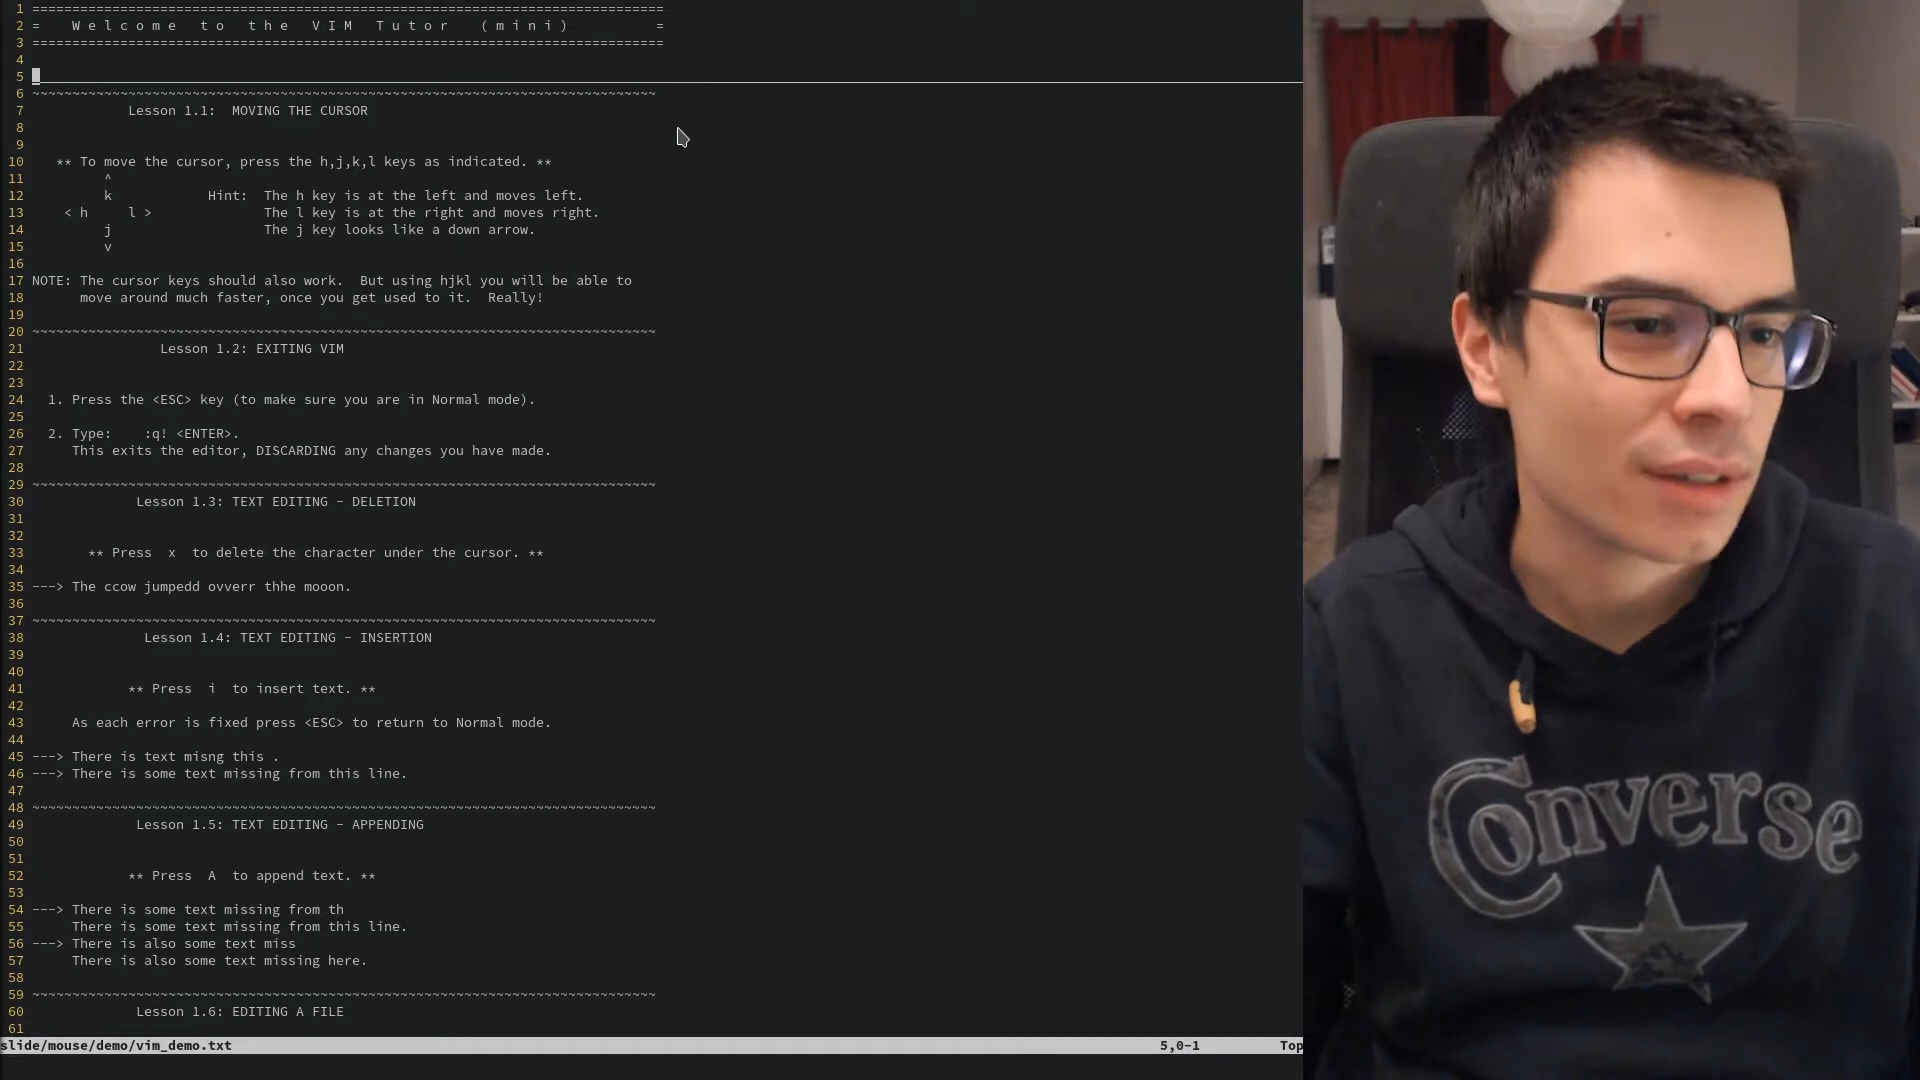 1 ===============================================================================
2 =    W e l c o m e   t o   t h e   V I M   T u t o r    ( m i n i )           =
3 ===============================================================================
4
5
6 ~~~~~~~~~~~~~~~~~~~~~~~~~~~~~~~~~~~~~~~~~~~~~~~~~~~~~~~~~~~~~~~~~~~~~~~~~~~~~~
7             Lesson 1.1:  MOVING THE CURSOR
8
9
10    ** To move the cursor, press the h,j,k,l keys as indicated. **
11          ^
12          k            Hint:  The h key is at the left and moves left.
13     < h     l >              The l key is at the right and moves right.
14          j                   The j key looks like a down arrow.
15          v
16
17 NOTE: The cursor keys should also work.  But using hjkl you will be able to
18       move around much faster, once you get used to it.  Really!
19
20 ~~~~~~~~~~~~~~~~~~~~~~~~~~~~~~~~~~~~~~~~~~~~~~~~~~~~~~~~~~~~~~~~~~~~~~~~~~~~~~
21                 Lesson 1.2: EXITING VIM
22
23
24   1. Press the <ESC> key (to make sure you are in Normal mode).
25
26   2. Type:    :q! <ENTER>.
27      This exits the editor, DISCARDING any changes you have made.
28
29 ~~~~~~~~~~~~~~~~~~~~~~~~~~~~~~~~~~~~~~~~~~~~~~~~~~~~~~~~~~~~~~~~~~~~~~~~~~~~~~
30              Lesson 1.3: TEXT EDITING - DELETION
31
32
33        ** Press  x  to delete the character under the cursor. **
34
35 ---> The ccow jumpedd ovverr thhe mooon.
36
37 ~~~~~~~~~~~~~~~~~~~~~~~~~~~~~~~~~~~~~~~~~~~~~~~~~~~~~~~~~~~~~~~~~~~~~~~~~~~~~~
38               Lesson 1.4: TEXT EDITING - INSERTION
39
40
41             ** Press  i  to insert text. **
42
43      As each error is fixed press <ESC> to return to Normal mode.
44
45 ---> There is text misng this .
46 ---> There is some text missing from this line.
47
48 ~~~~~~~~~~~~~~~~~~~~~~~~~~~~~~~~~~~~~~~~~~~~~~~~~~~~~~~~~~~~~~~~~~~~~~~~~~~~~~
49              Lesson 1.5: TEXT EDITING - APPENDING
50
51
52             ** Press  A  to append text. **
53
54 ---> There is some text missing from th
55      There is some text missing from this line.
56 ---> There is also some text miss
57      There is also some text missing here.
58
59 ~~~~~~~~~~~~~~~~~~~~~~~~~~~~~~~~~~~~~~~~~~~~~~~~~~~~~~~~~~~~~~~~~~~~~~~~~~~~~~
60              Lesson 1.6: EDITING A FILE
61
slide/mouse/demo/vim_demo.txt 5,0-1 Top
Converse